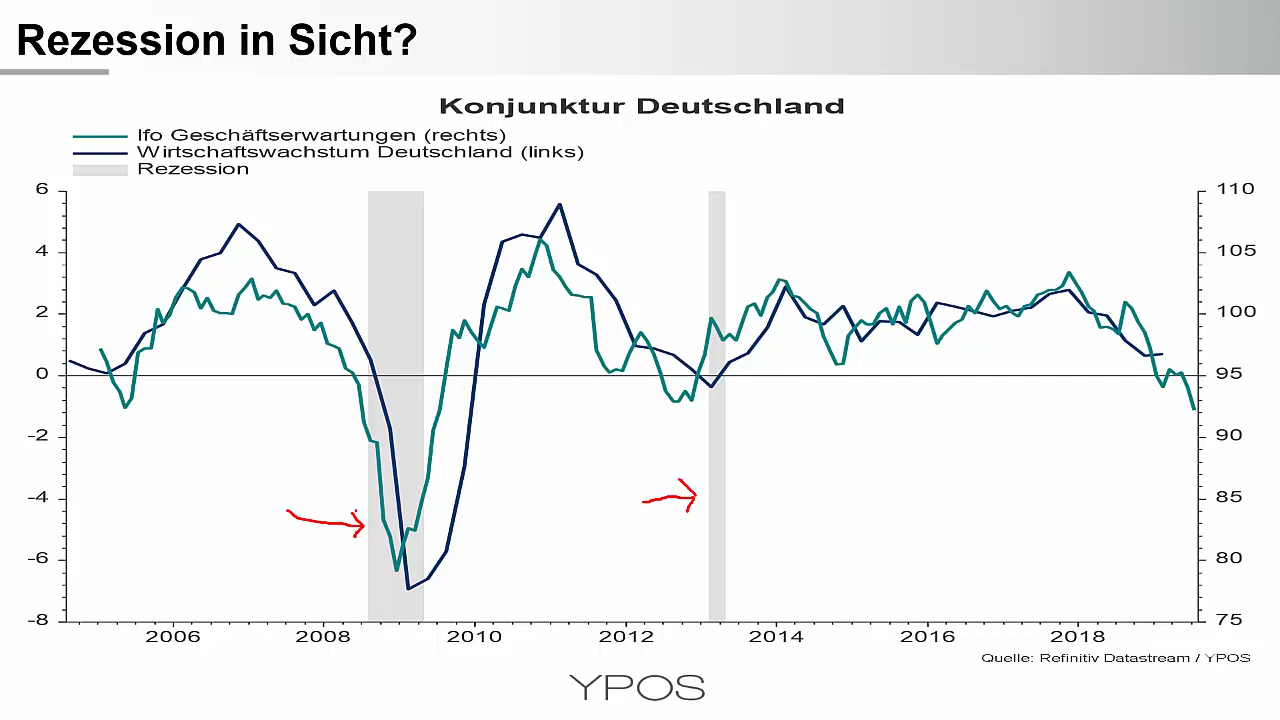 Rezession in Sicht?
Konjunktur Deutschland
Ifo Geschäftserwartungen (rechts)
Wirtschaftswachstum Deutschland (links)
Rezession
6
4
2
0
-2
-4
-6
-8
110
105
100
95
90
85
80
75
2006 2008 2010 2012 2014 2016 2018
Quelle: Refinitiv Datastream / YPOS
YPOS